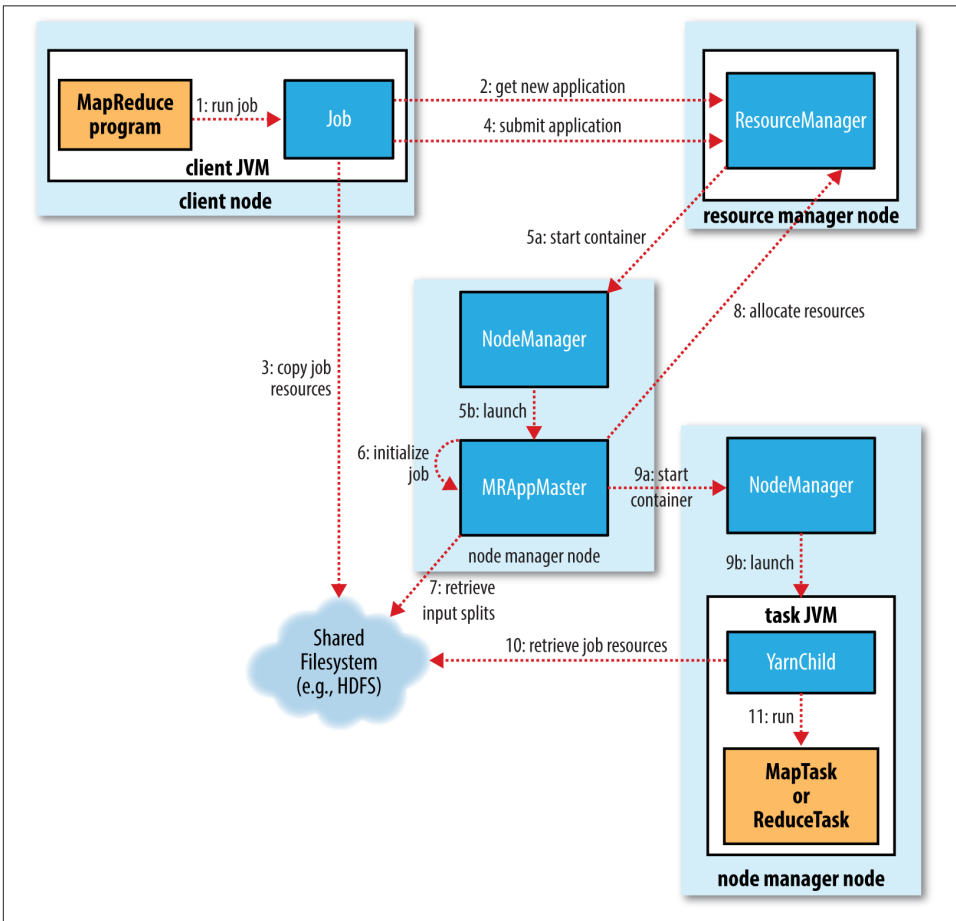 MapReduce
program
1: run job
Job
client JVM
client node
2: get new application
4: submit application
ResourceManager
resource manager node
5a: start container
8: allocate resources
3: copy job
resources
NodeManager
5b: launch
6: initialize
job
MRAppMaster
node manager node
9a: start
container
NodeManager
9b: launch
7: retrieve
input splits
Shared
Filesystem
(e.g., HDFS)
10: retrieve job resources
task JVM
YarnChild
11: run
MapTask
or
ReduceTask
node manager node